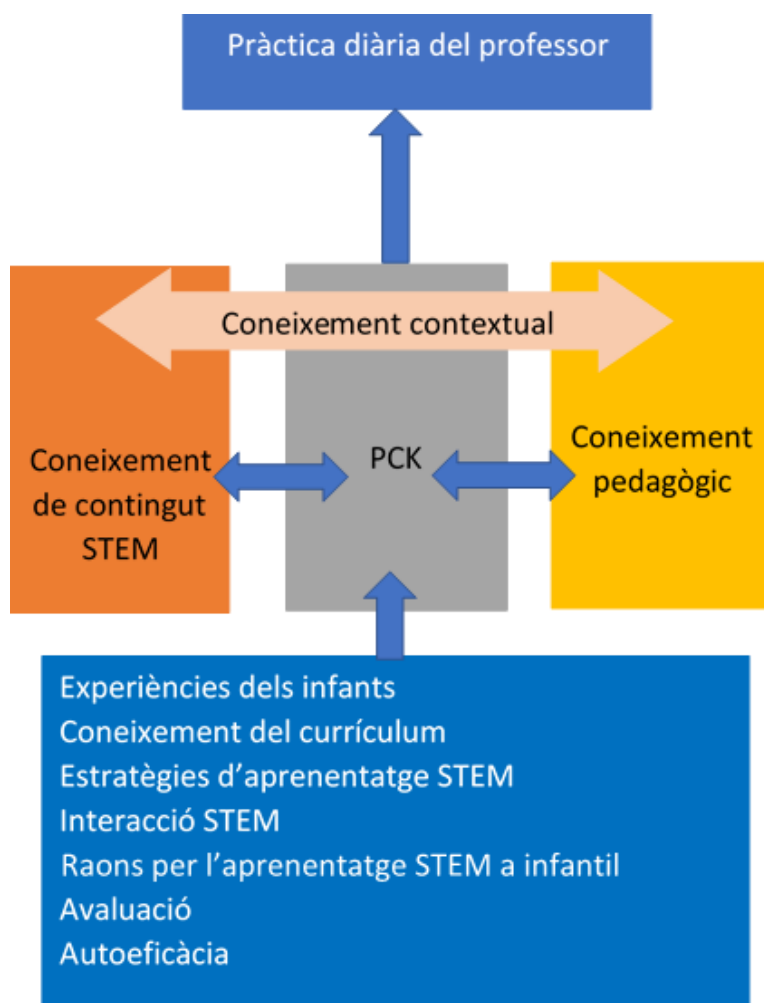 Pràctica diària del professor
Coneixement contextual
Coneixement
de contingut
STEM
PCK
Coneixement
pedagògic
Experiències dels infants
Coneixement del currículum
Estratègies d'aprenentatge STEM
Interacció STEM
Raons per l'aprenentatge STEM a infantil
Avaluació
Autoeficàcia